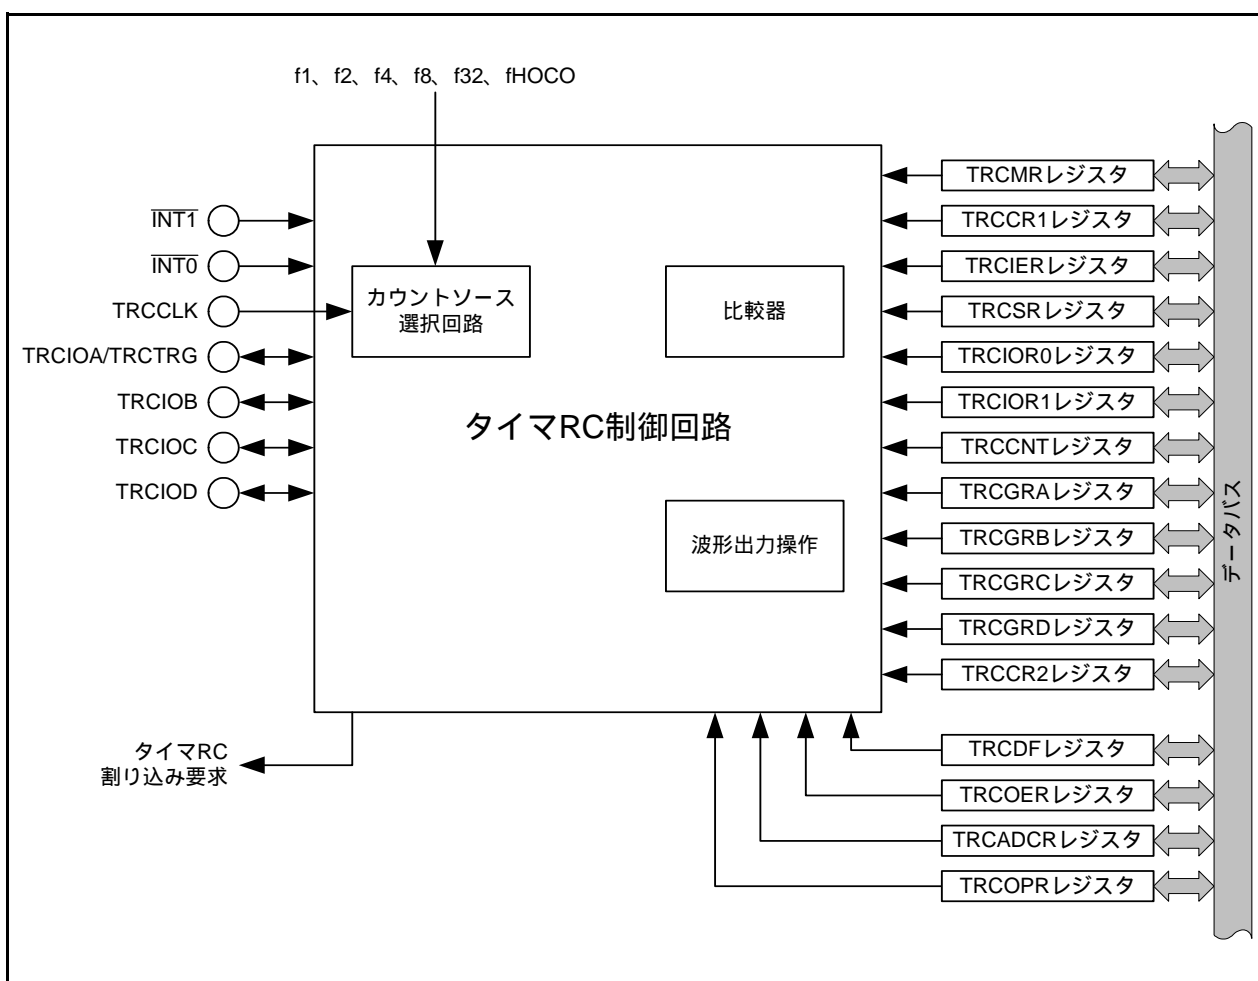 f1、f2、f4、f8、f32、fHOCO
INT1
INT0
TRCCLK
TRCIOA/TRCTRG
TRCIOB
TRCIOC
TRCIOD
カウントソース
選択回路
比較器
タイマRC制御回路
波形出力操作
タイマRC
割り込み要求
TRCMRレジスタ
TRCCR1レジスタ
TRCIERレジスタ
TRCSRレジスタ
TRCIOR0レジスタ
TRCIOR1レジスタ
TRCCNTレジスタ
TRCGRAレジスタ
TRCGRBレジスタ
TRCGRCレジスタ
TRCGRDレジスタ
TRCCR2レジスタ
TRCDFレジスタ
TRCOERレジスタ
TRCADCRレジスタ
TRCOPRレジスタ
データバス